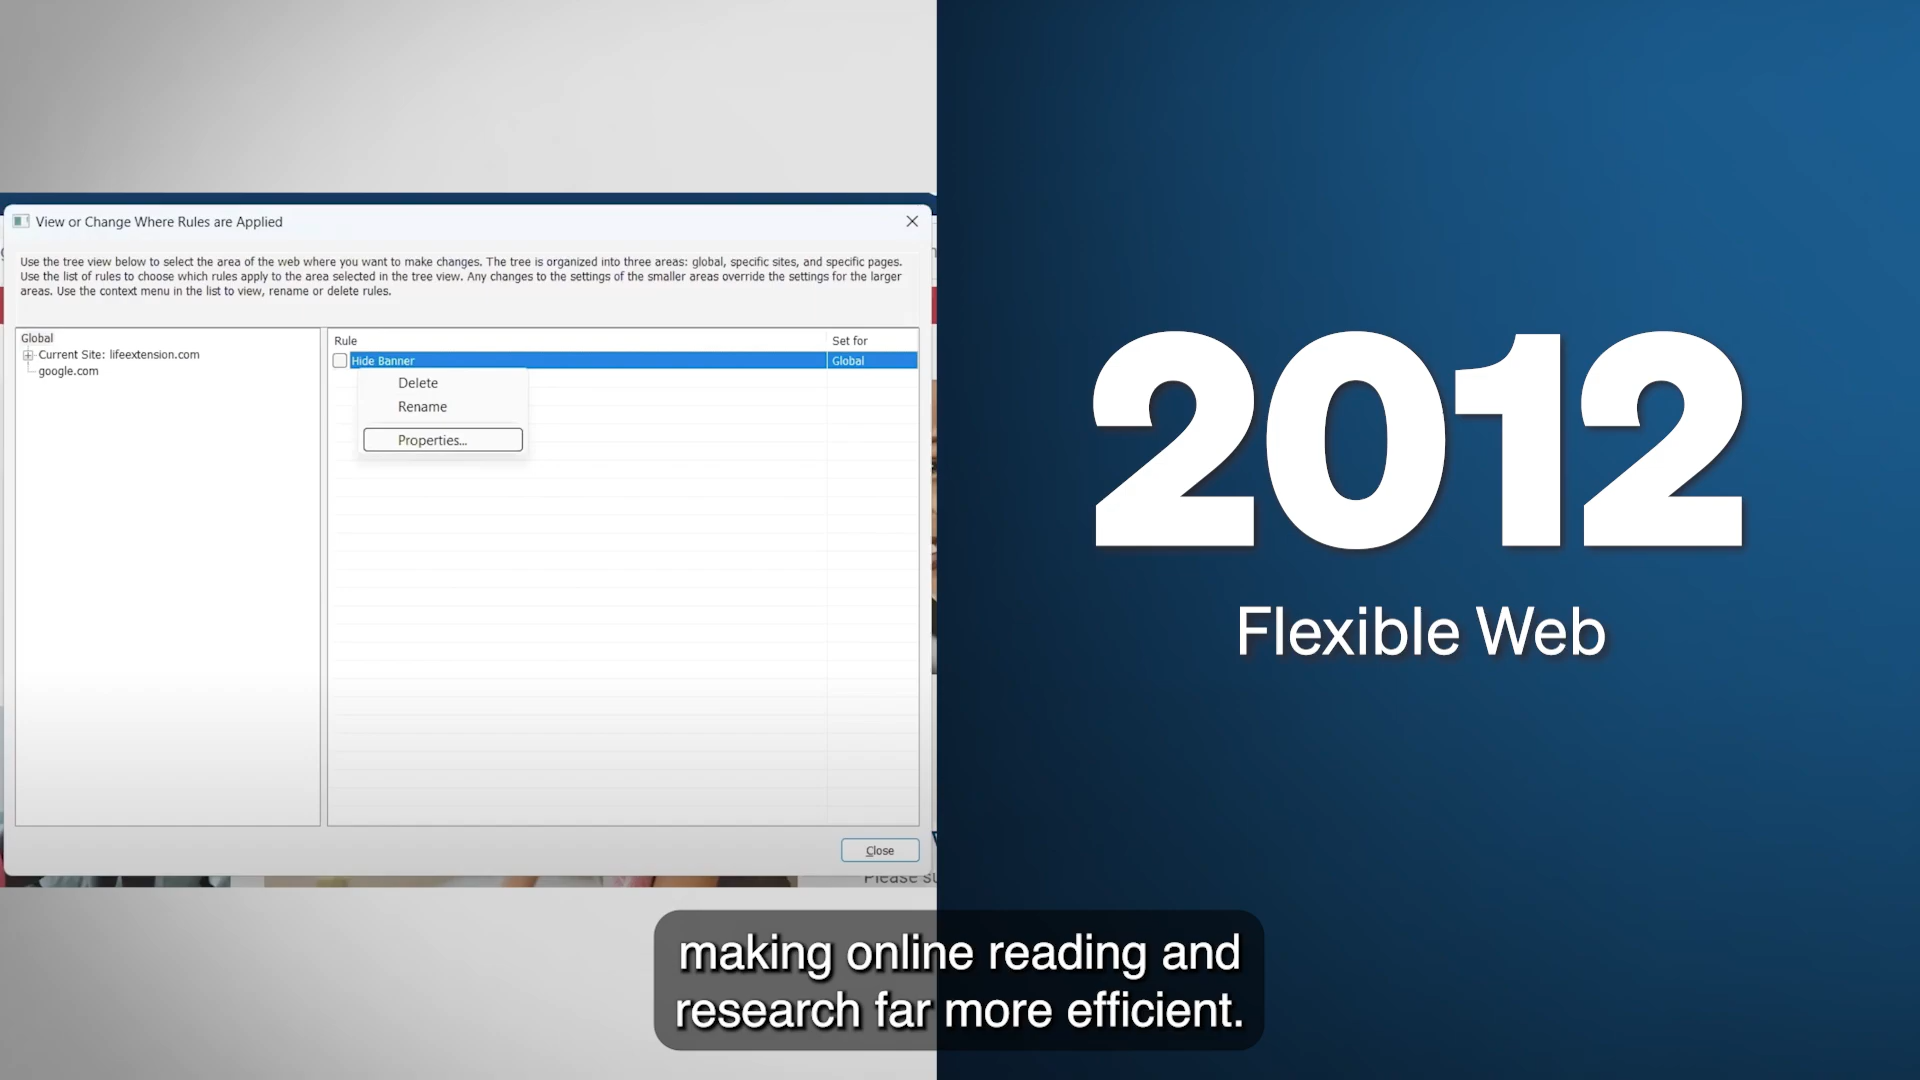 View or Change Where Rules are Applied
Use the tree view below to select the area of the web where you want to make changes. The tree is organized into three areas: global, specific sites, and specific pages.
Use the list of rules to choose which rules apply to the area selected in the tree view. Any changes to the settings of the smaller areas override the settings for the larger
areas. Use the context menu in the list to view, rename or delete rules.
Global
Current Site: lifeextension.com
google.com
Rule Set for
Hide Banner Global
Delete
Rename
Properties...
Close
Please
2012
Flexible Web
making online reading and
research far more efficient.